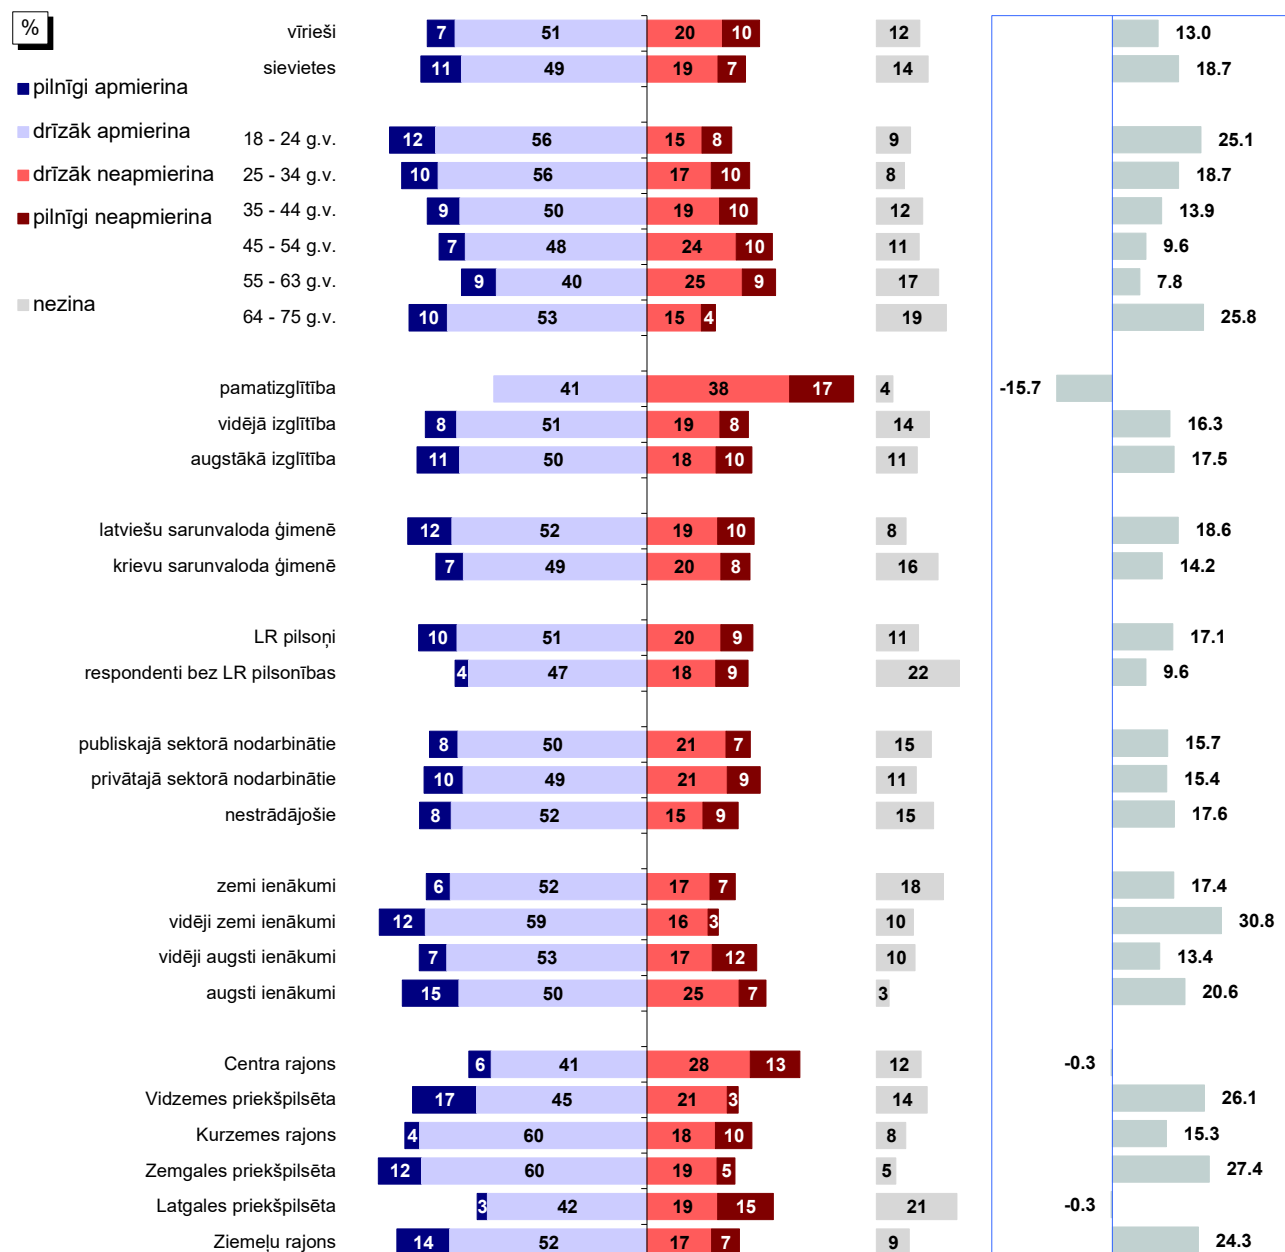 %
pilnīgi apmierina
drīzāk apmierina
drīzāk neapmierina
pilnīgi neapmierina
nezina
vīrieši 7 51 20 10 12 13.0
sievietes 11 49 19 7 14 18.7
18 - 24 g.v. 12 56 15 8 9 25.1
25 - 34 g.v. 10 56 17 10 8 18.7
35 - 44 g.v. 9 50 19 10 12 13.9
45 - 54 g.v. 7 48 24 10 11 9.6
55 - 63 g.v. 9 40 25 9 17 7.8
64 - 75 g.v. 10 53 15 4 19 25.8
pamatizglītība 41 38 17 4 -15.7
vidējā izglītība 8 51 19 8 14 16.3
augstākā izglītība 11 50 18 10 11 17.5
latviešu sarunvaloda ģimenē 12 52 19 10 8 18.6
krievu sarunvaloda ģimenē 7 49 20 8 16 14.2
LR pilsoņi 10 51 20 9 11 17.1
respondenti bez LR pilsonības 4 47 18 9 22 9.6
publiskajā sektorā nodarbinātie 8 50 21 7 15 15.7
privātajā sektorā nodarbinātie 10 49 21 9 11 15.4
nestrādājošie 8 52 15 9 15 17.6
zemi ienākumi 6 52 17 7 18 17.4
vidēji zemi ienākumi 12 59 16 3 10 30.8
vidēji augsti ienākumi 7 53 17 12 10 13.4
augsti ienākumi 15 50 25 7 3 20.6
Centra rajons 6 41 28 13 12 -0.3
Vidzemes priekšpilsēta 17 45 21 3 14 26.1
Kurzemes rajons 4 60 18 10 8 15.3
Zemgales priekšpilsēta 12 60 19 5 5 27.4
Latgales priekšpilsēta 3 42 19 15 21 -0.3
Ziemeļu rajons 14 52 17 7 9 24.3